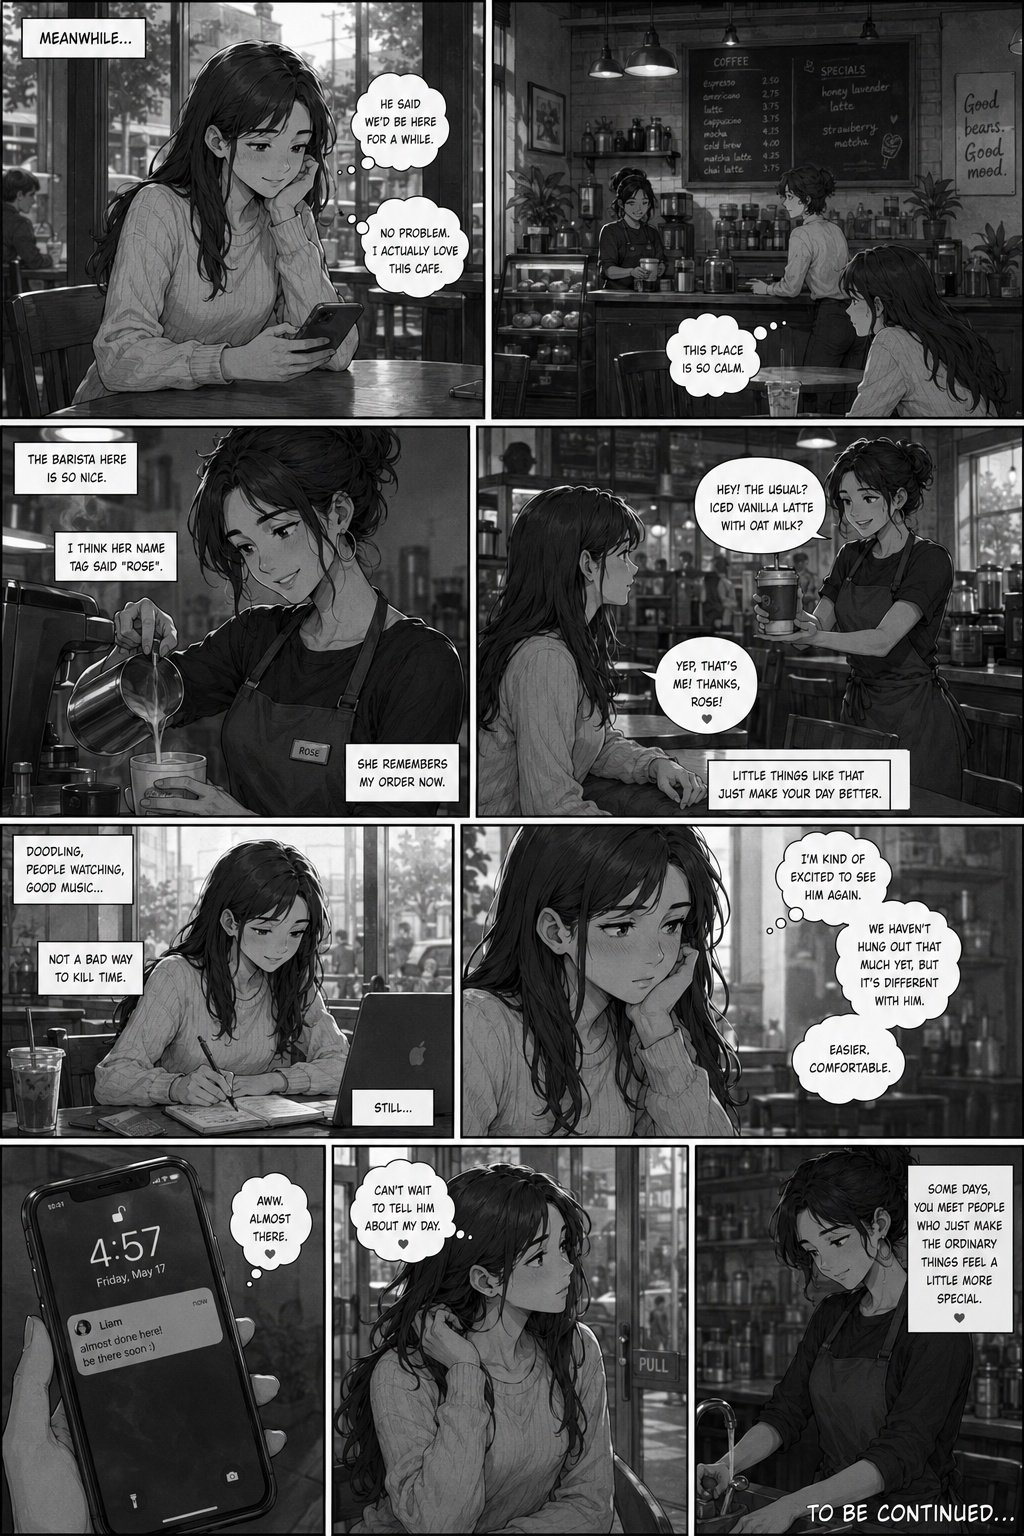 MEANWHILE...
HE SAID
WE'D BE HERE
FOR A WHILE.
NO PROBLEM.
I ACTUALLY LOVE
THIS CAFE.
COFFEE
espresso 2.50
americano 2.75
latte 3.75
cappuccino 3.75
mocha 4.25
cold brew 4.00
matcha latte 4.25
chai latte 3.75
SPECIALS
honey lavender
latte
strawberry
matcha
Good
beans.
Good
mood.
THIS PLACE
IS SO CALM.
THE BARISTA HERE
IS SO NICE.
I THINK HER NAME
TAG SAID "ROSE".
ROSE
SHE REMEMBERS
MY ORDER NOW.
HEY! THE USUAL?
ICED VANILLA LATTE
WITH OAT MILK?
YEP, THAT'S
ME! THANKS,
ROSE!
LITTLE THINGS LIKE THAT
JUST MAKE YOUR DAY BETTER.
DOODLING,
PEOPLE WATCHING,
GOOD MUSIC...
NOT A BAD WAY
TO KILL TIME.
STILL...
I'M KIND OF
EXCITED TO SEE
HIM AGAIN.
WE HAVEN'T
HUNG OUT THAT
MUCH YET, BUT
IT'S DIFFERENT
WITH HIM.
EASIER.
COMFORTABLE.
4:57
Friday, May 17
now
Liam
almost done here!
be there soon :)
AWW.
ALMOST
THERE.
CAN'T WAIT
TO TELL HIM
ABOUT MY DAY.
PULL
SOME DAYS,
YOU MEET PEOPLE
WHO JUST MAKE
THE ORDINARY
THINGS FEEL A
LITTLE MORE
SPECIAL.
TO BE CONTINUED...